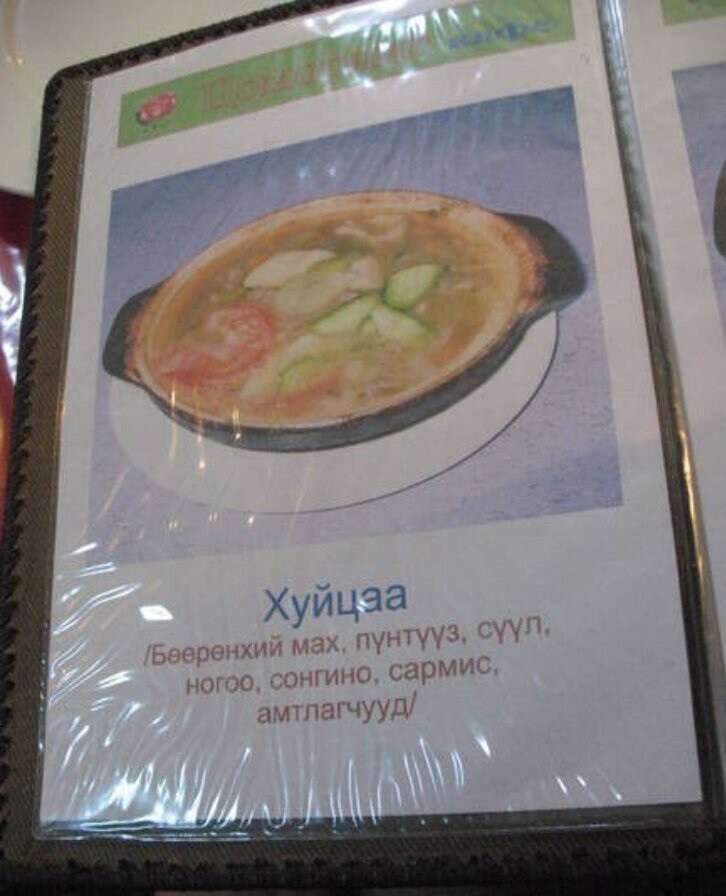 Хуйцаа
/Бөөрөнхий мах, пүнтүүз, сүүл,
ногоо, сонгино, сармис,
амтлагчууд/